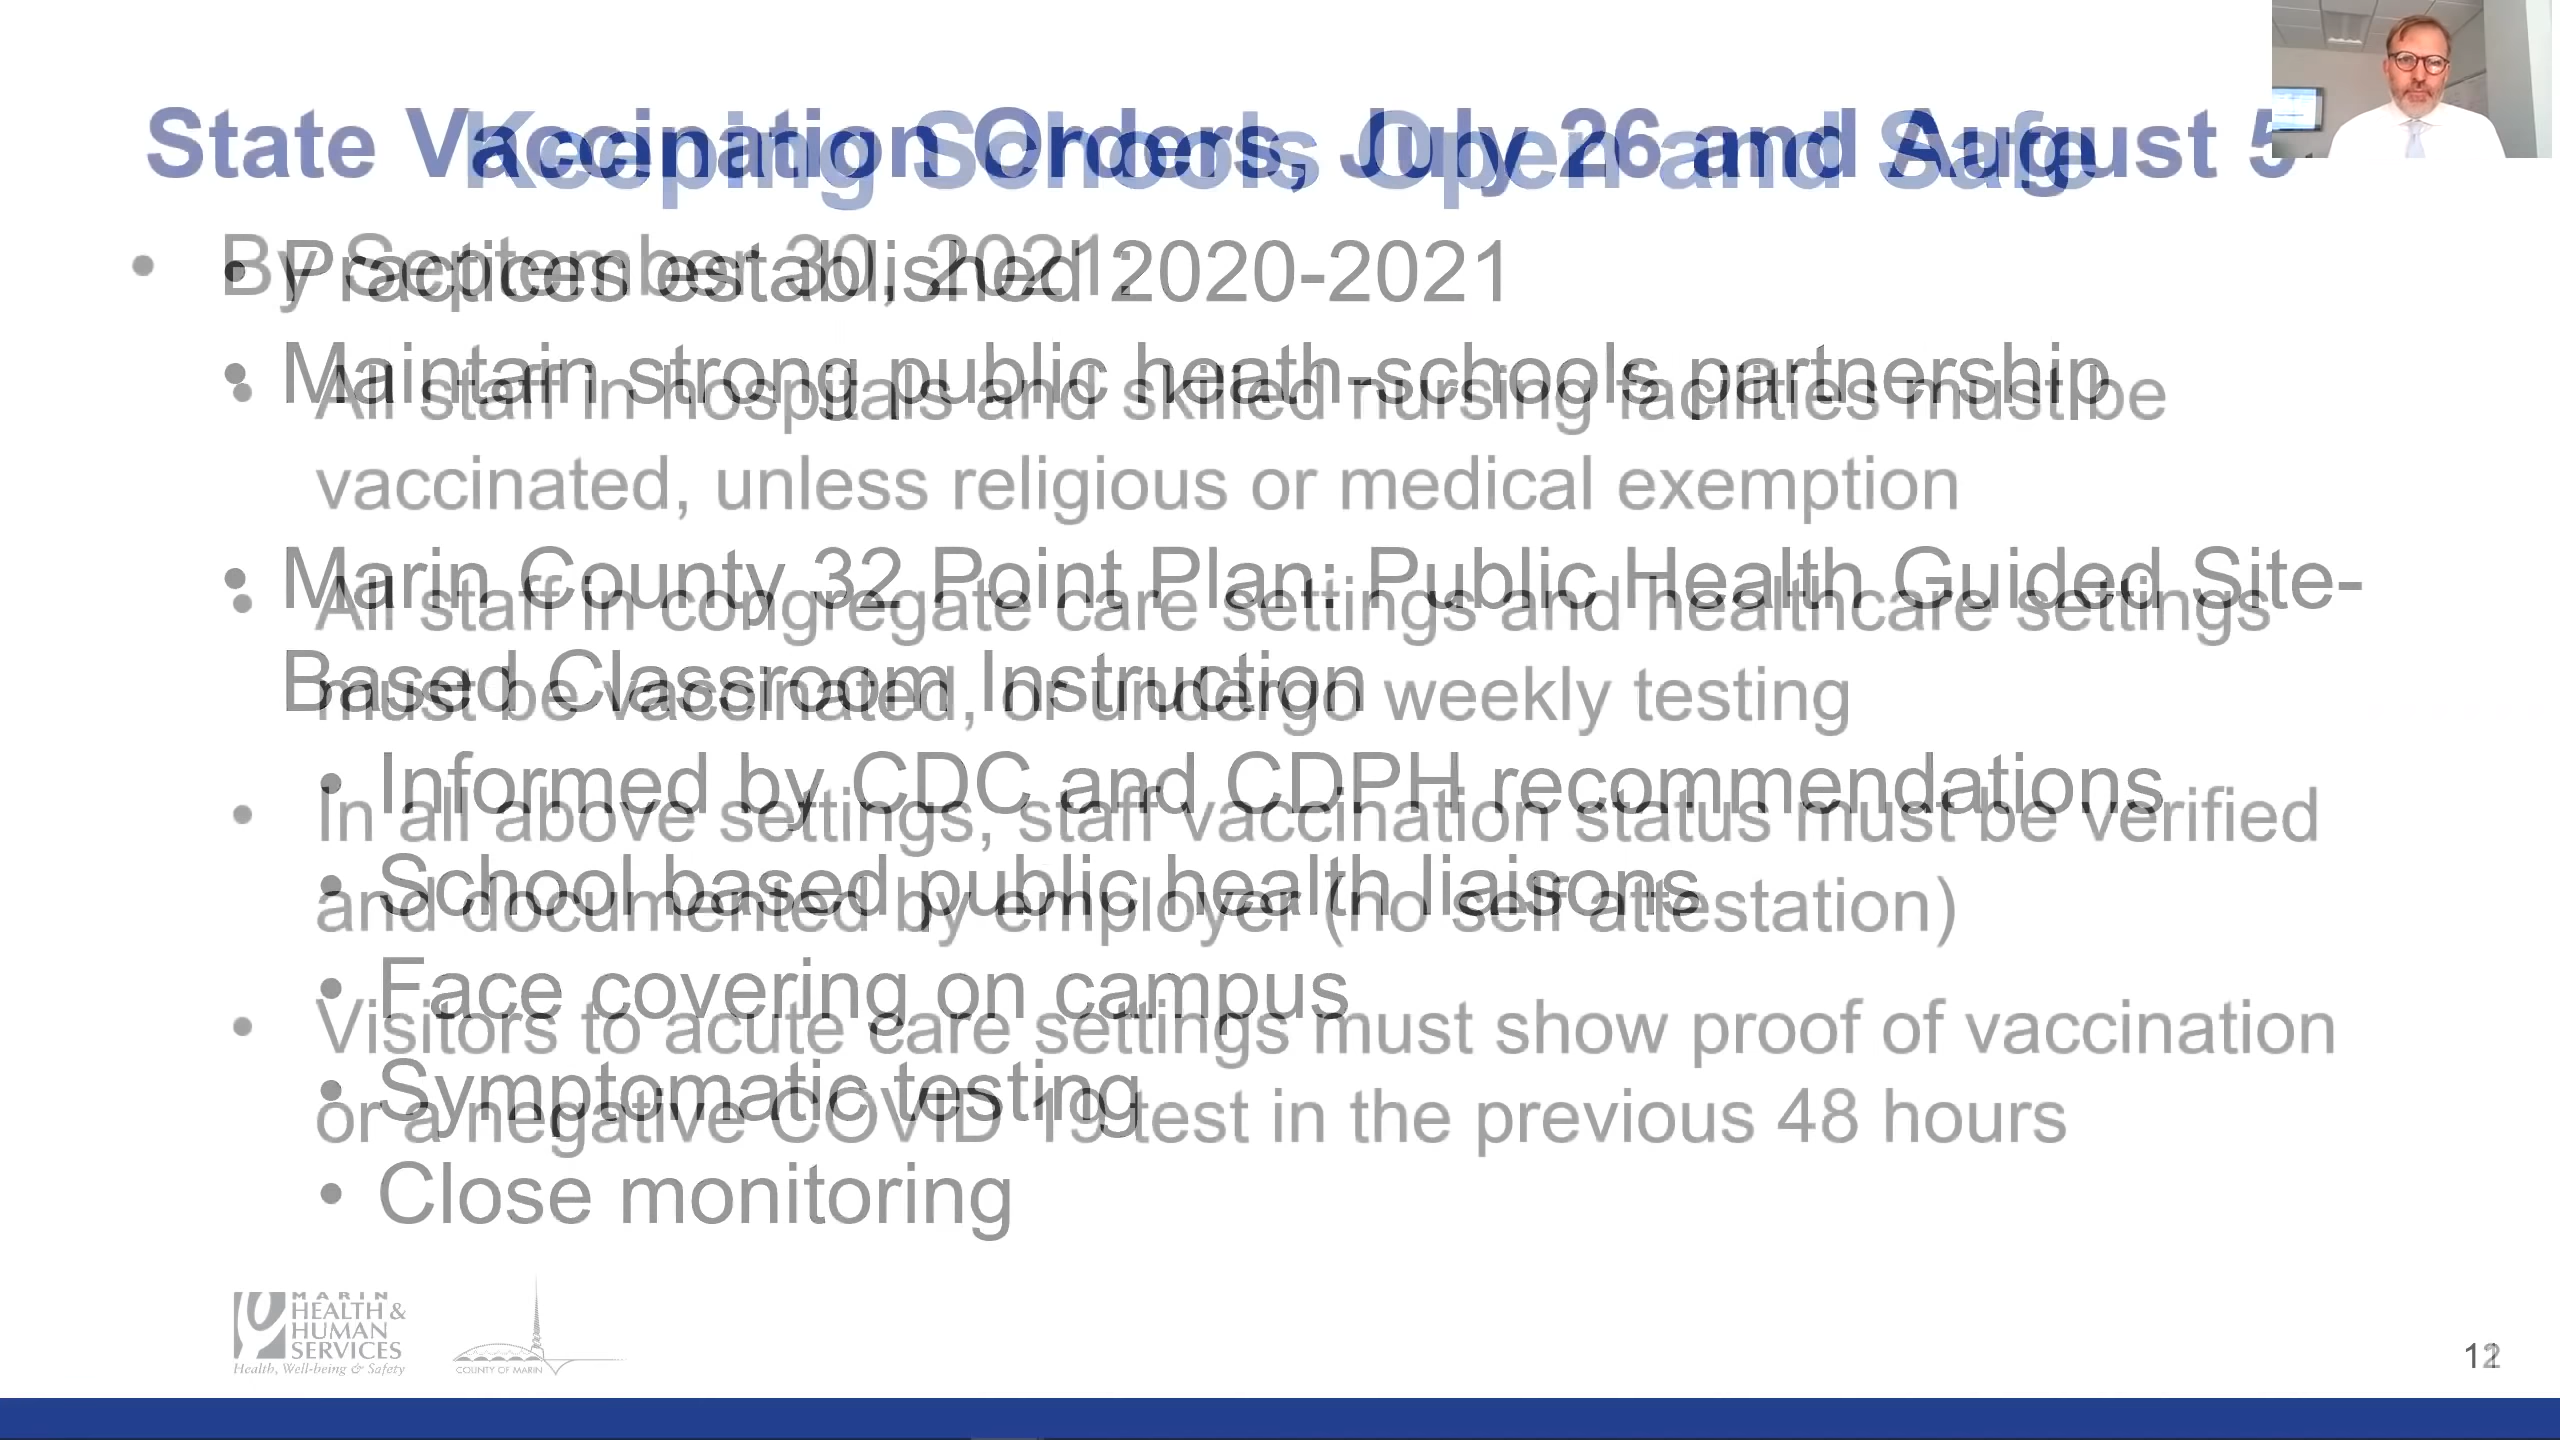 State Vaccination Orders, July 26 and August 5
By September 30, 2021:
• All staff in hospitals and skilled nursing facilities must be
vaccinated, unless religious or medical exemption
• All staff in congregate care settings and healthcare settings
must be vaccinated, or undergo weekly testing
• In all above settings, staff vaccination status must be verified
and documented by employer (no self attestation)
• Visitors to acute care settings must show proof of vaccination
or a negative COVID 19 test in the previous 48 hours
Keeping Schools Open and Safe
• Practices established 2020-2021
• Maintain strong public heath-schools partnership
• Marin County 32 Point Plan: Public Health Guided Site-
Based Classroom Instruction
• Informed by CDC and CDPH recommendations
• School based public health liaisons
• Face covering on campus
• Symptomatic testing
• Close monitoring
MARIN
HEALTH &
HUMAN
SERVICES
Health, Well-being & Safety
COUNTY OF MARIN